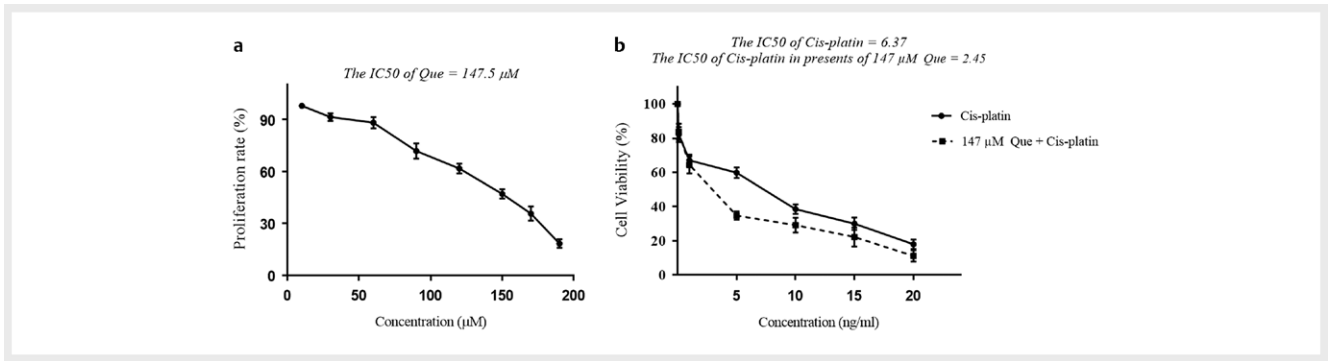 a
The IC50 of Que = 147.5 µM
Proliferation rate (%)
90
60
30
0
0 50 100 150 200
Concentration (µM)
b
The IC50 of Cis-platin = 6.37
The IC50 of Cis-platin in presents of 147 µM Que = 2.45
Cell Viability (%)
100
80
60
40
20
0
5 10 15 20
Concentration (ng/ml)
Cis-platin
147 µM Que + Cis-platin